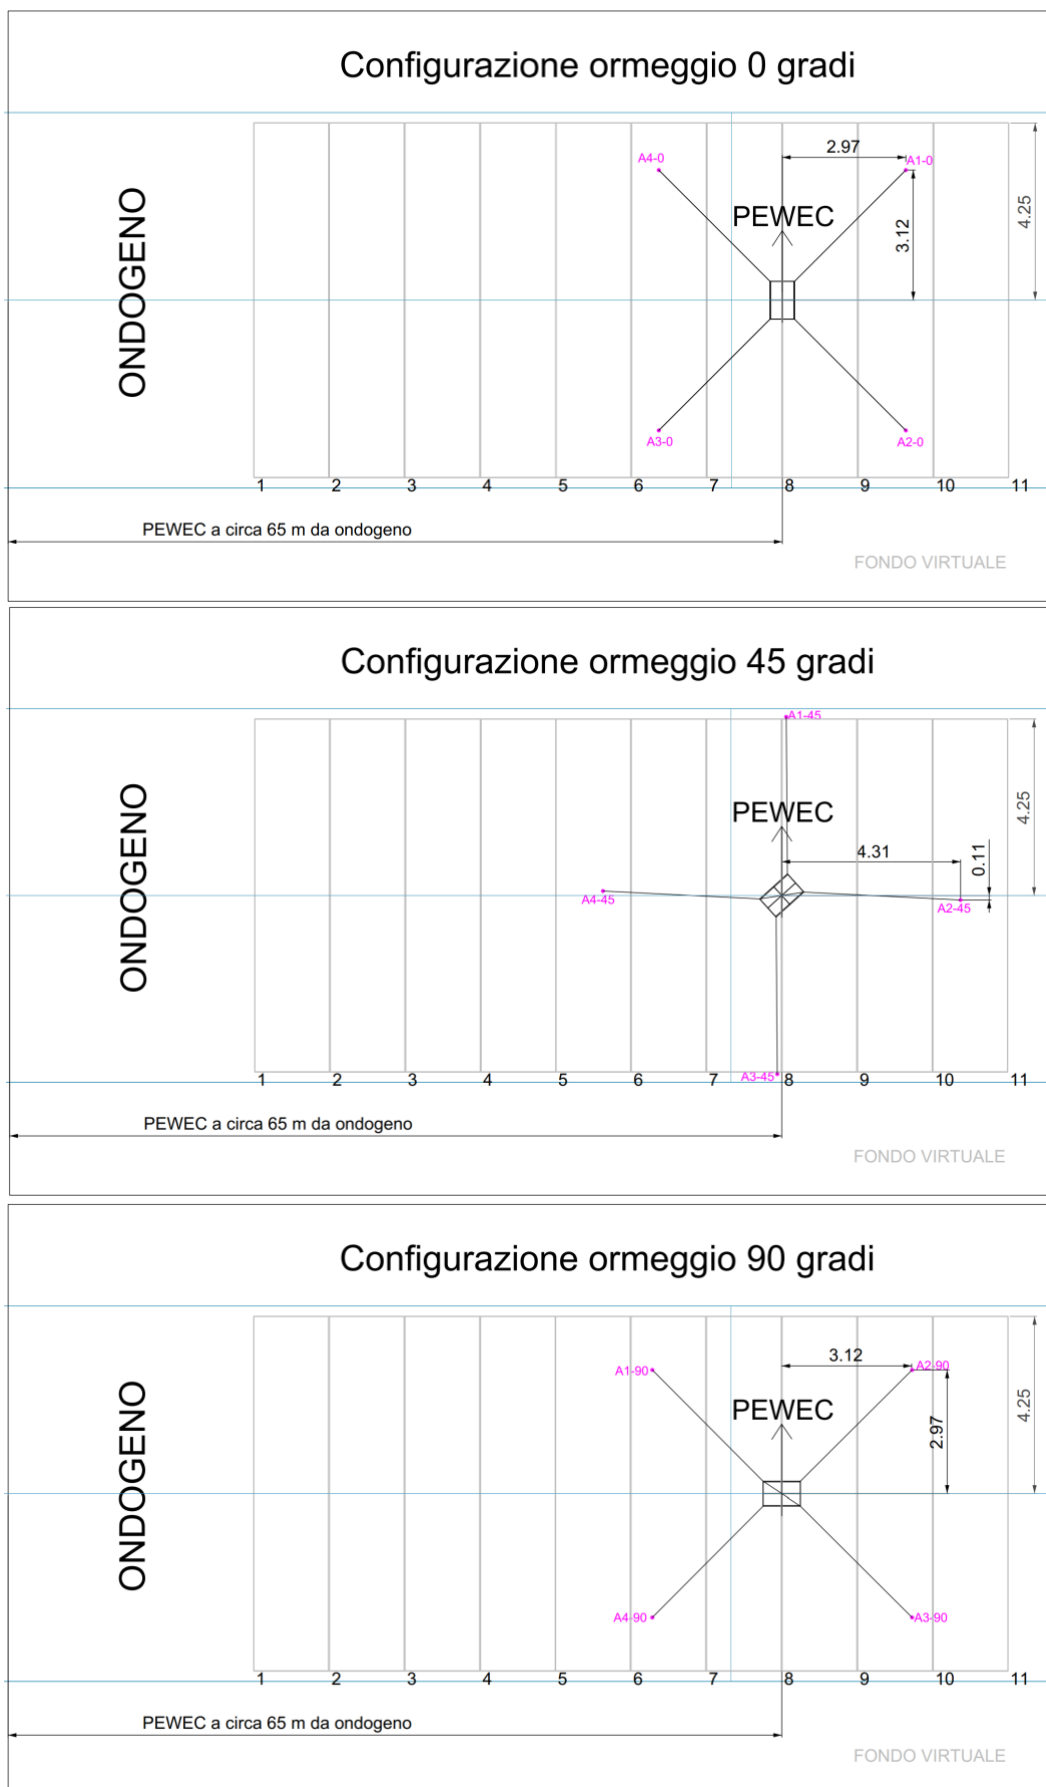 Configurazione ormeggio 0 gradi
A4-0
2.97
A1-0
PEWEC
3.12
4.25
ONDOGENO
A3-0
A2-0
1 2 3 4 5 6 7 8 9 10 11
PEWEC a circa 65 m da ondogeno
FONDO VIRTUALE
Configurazione ormeggio 45 gradi
A1-45
PEWEC
4.31
0.11
4.25
ONDOGENO
A4-45
A2-45
A3-45
1 2 3 4 5 6 7 8 9 10 11
PEWEC a circa 65 m da ondogeno
FONDO VIRTUALE
Configurazione ormeggio 90 gradi
A1-90
3.12
A2-90
PEWEC
2.97
4.25
ONDOGENO
A4-90
A3-90
1 2 3 4 5 6 7 8 9 10 11
PEWEC a circa 65 m da ondogeno
FONDO VIRTUALE